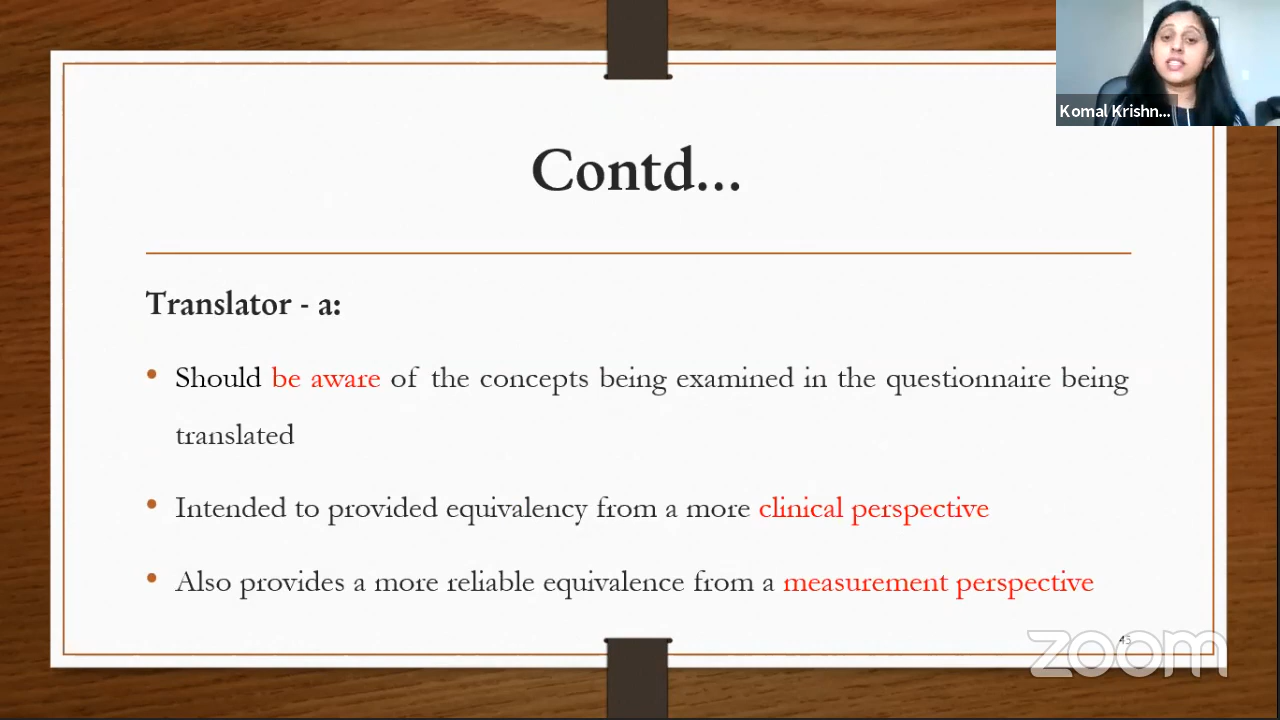 Komal Krishn...
Contd...
Translator - a:
• Should be aware of the concepts being examined in the questionnaire being
translated
• Intended to provided equivalency from a more clinical perspective
• Also provides a more reliable equivalence from a measurement perspective
45
zoom